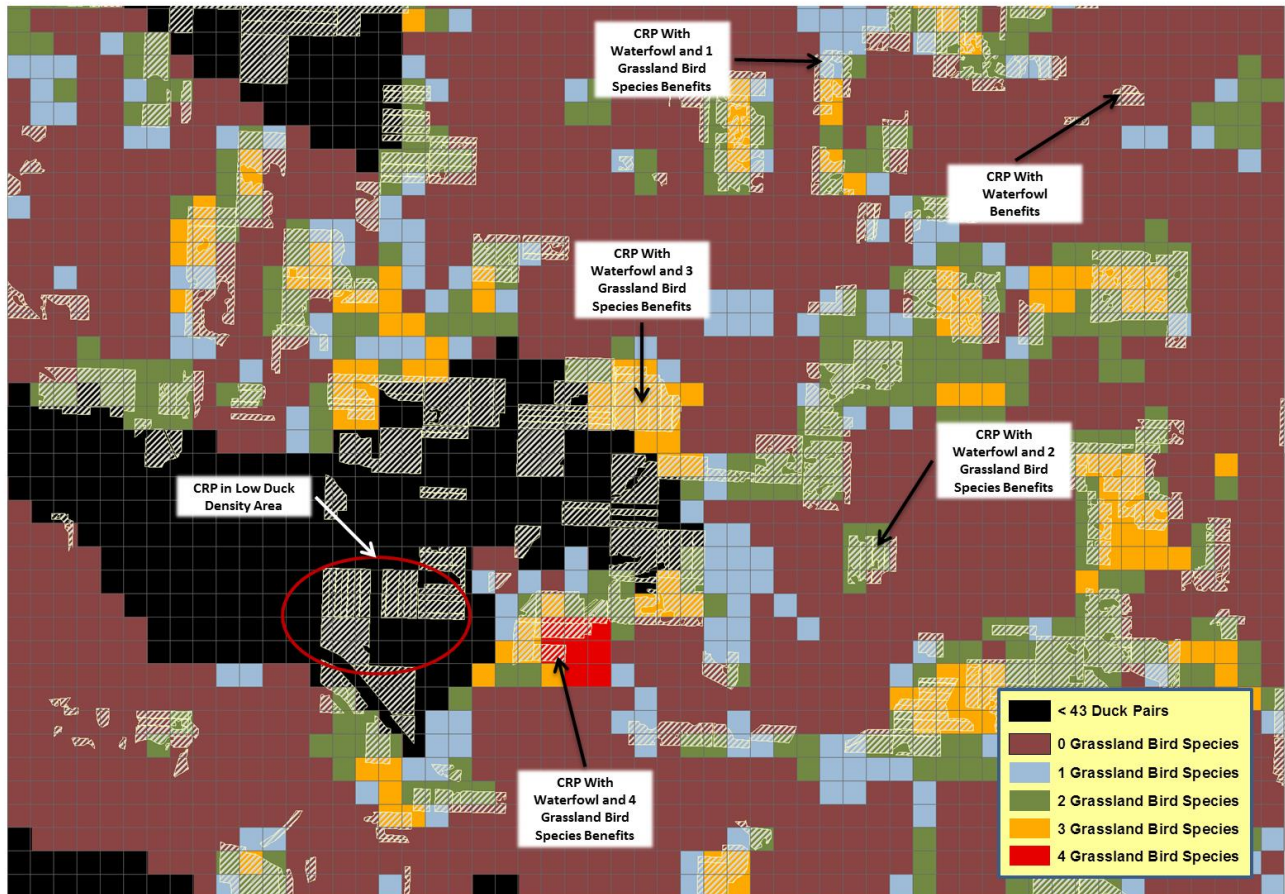 CRP With
Waterfowl and 1
Grassland Bird
Species Benefits
CRP With
Waterfowl
Benefits
CRP With
Waterfowl and 3
Grassland Bird
Species Benefits
CRP With
Waterfowl and 2
Grassland Bird
Species Benefits
CRP in Low Duck
Density Area
CRP With
Waterfowl and 4
Grassland Bird
Species Benefits
< 43 Duck Pairs
0 Grassland Bird Species
1 Grassland Bird Species
2 Grassland Bird Species
3 Grassland Bird Species
4 Grassland Bird Species